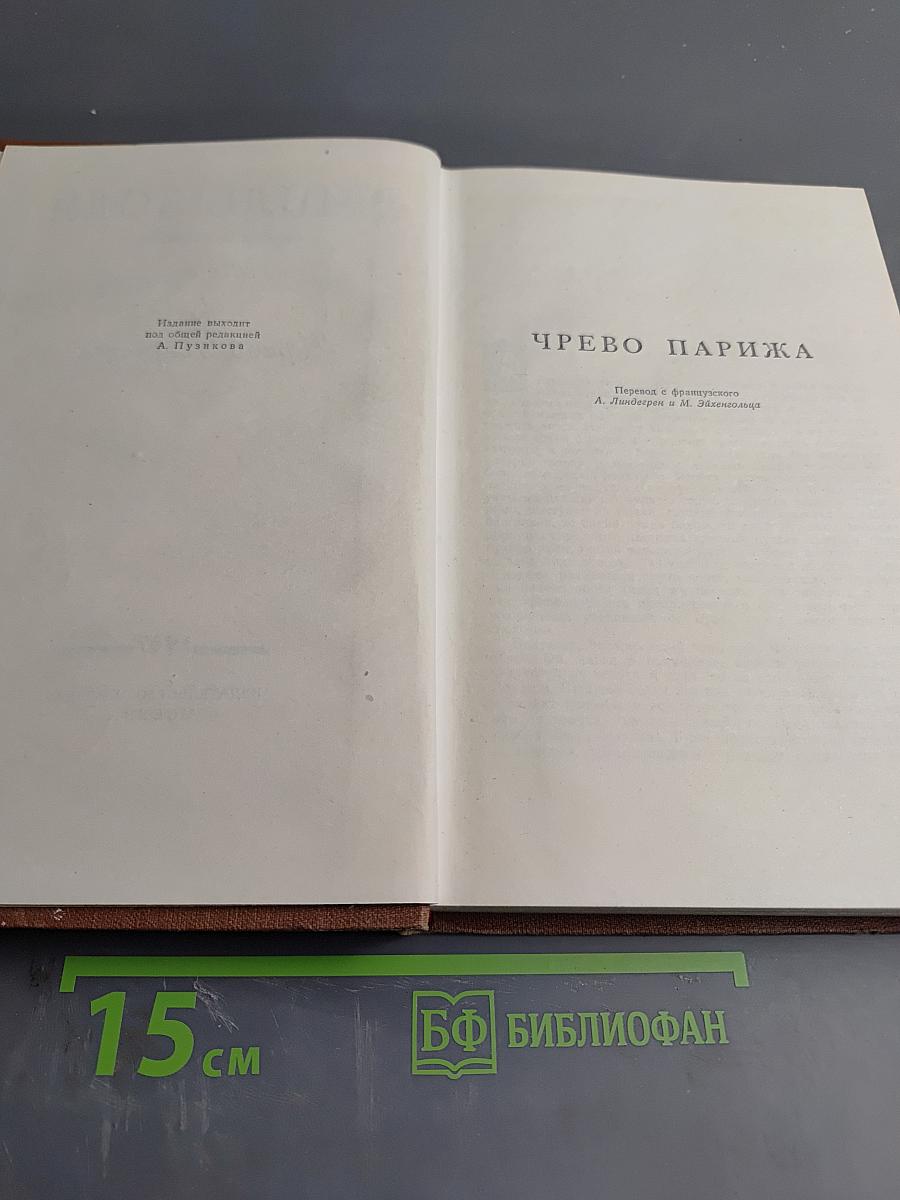 Издание выходит
под общей редакцией
А. Пузикова
ЧРЕВО ПАРИЖА
Перевод с французского
А. Линдегрен и М. Эйхенгольца
15 см
БФ БИБЛИОФАН